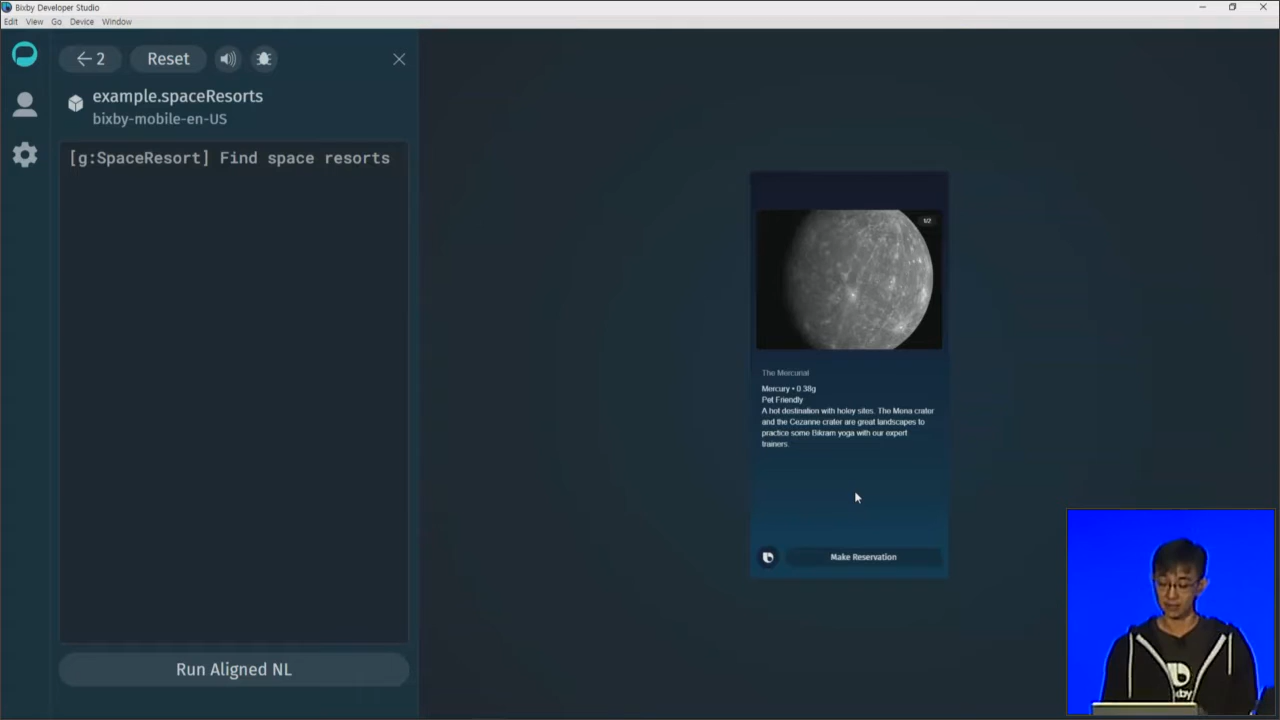 Bixby Developer Studio
Edit View Go Device Window
2 Reset
example.spaceResorts
bixby-mobile-en-US
[g:SpaceResort] Find space resorts
1/2
The Mercurial
Mercury • 0.38g
Pet Friendly
A hot destination with holey sites. The Mena crater
and the Cezanne crater are great landscapes to
practice some Bikram yoga with our expert
trainers.
Make Reservation
Run Aligned NL
ixby